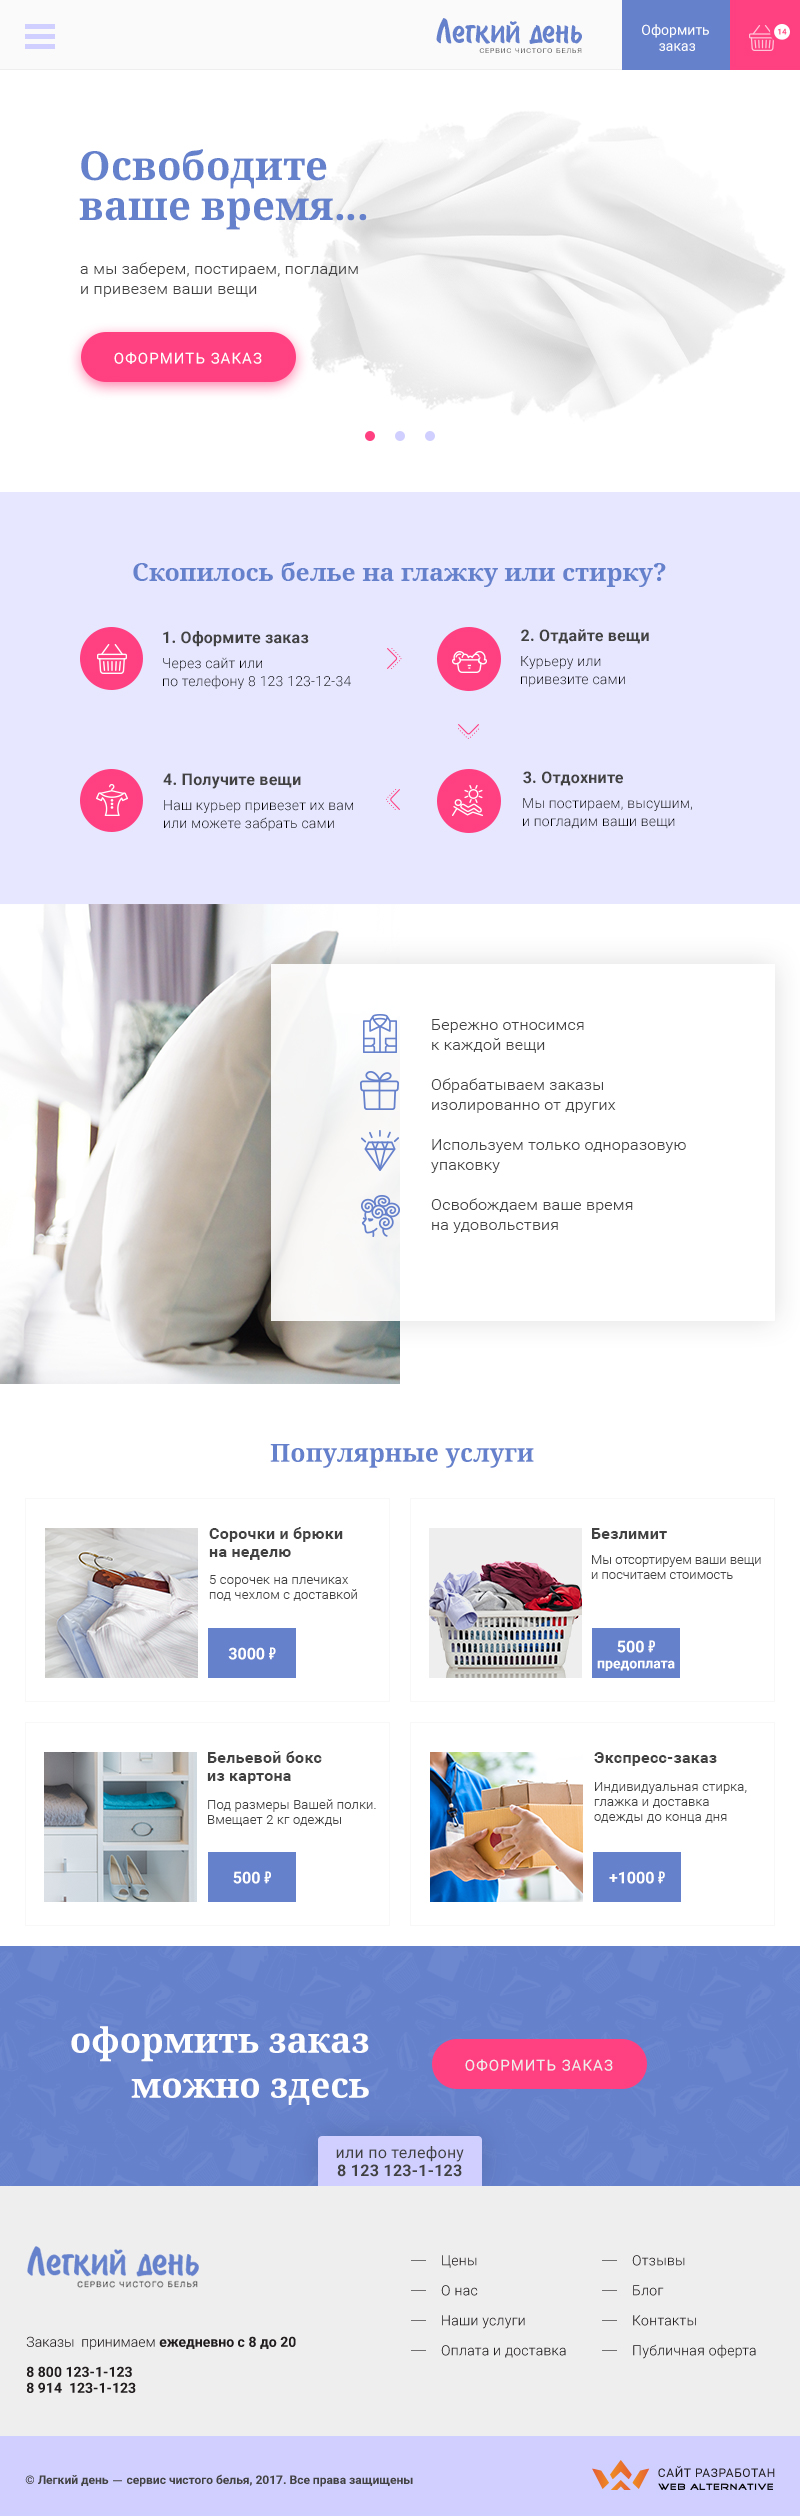 Легкий день
СЕРВИС ЧИСТОГО БЕЛЬЯ
Оформить
заказ
14
Освободите
ваше время...
а мы заберем, постираем, погладим
и привезем ваши вещи
ОФОРМИТЬ ЗАКАЗ
Скопилось белье на глажку или стирку?
1. Оформите заказ
Через сайт или
по телефону 8 123 123-12-34
2. Отдайте вещи
Курьеру или
привезите сами
4. Получите вещи
Наш курьер привезет их вам
или можете забрать сами
3. Отдохните
Мы постираем, высушим,
и погладим ваши вещи
Бережно относимся
к каждой вещи
Обрабатываем заказы
изолированно от других
Используем только одноразовую
упаковку
Освобождаем ваше время
на удовольствия
Популярные услуги
Сорочки и брюки
на неделю
5 сорочек на плечиках
под чехлом с доставкой
3000 ₽
Безлимит
Мы отсортируем ваши вещи
и посчитаем стоимость
500 ₽
предоплата
Бельевой бокс
из картона
Под размеры Вашей полки.
Вмещает 2 кг одежды
500 ₽
Экспресс-заказ
Индивидуальная стирка,
глажка и доставка
одежды до конца дня
+1000 ₽
оформить заказ
можно здесь
ОФОРМИТЬ ЗАКАЗ
или по телефону
8 123 123-1-123
Легкий день
СЕРВИС ЧИСТОГО БЕЛЬЯ
Заказы принимаем ежедневно с 8 до 20
8 800 123-1-123
8 914 123-1-123
— Цены
— О нас
— Наши услуги
— Оплата и доставка
— Отзывы
— Блог
— Контакты
— Публичная оферта
© Легкий день — сервис чистого белья, 2017. Все права защищены
САЙТ РАЗРАБОТАН
WEB ALTERNATIVE